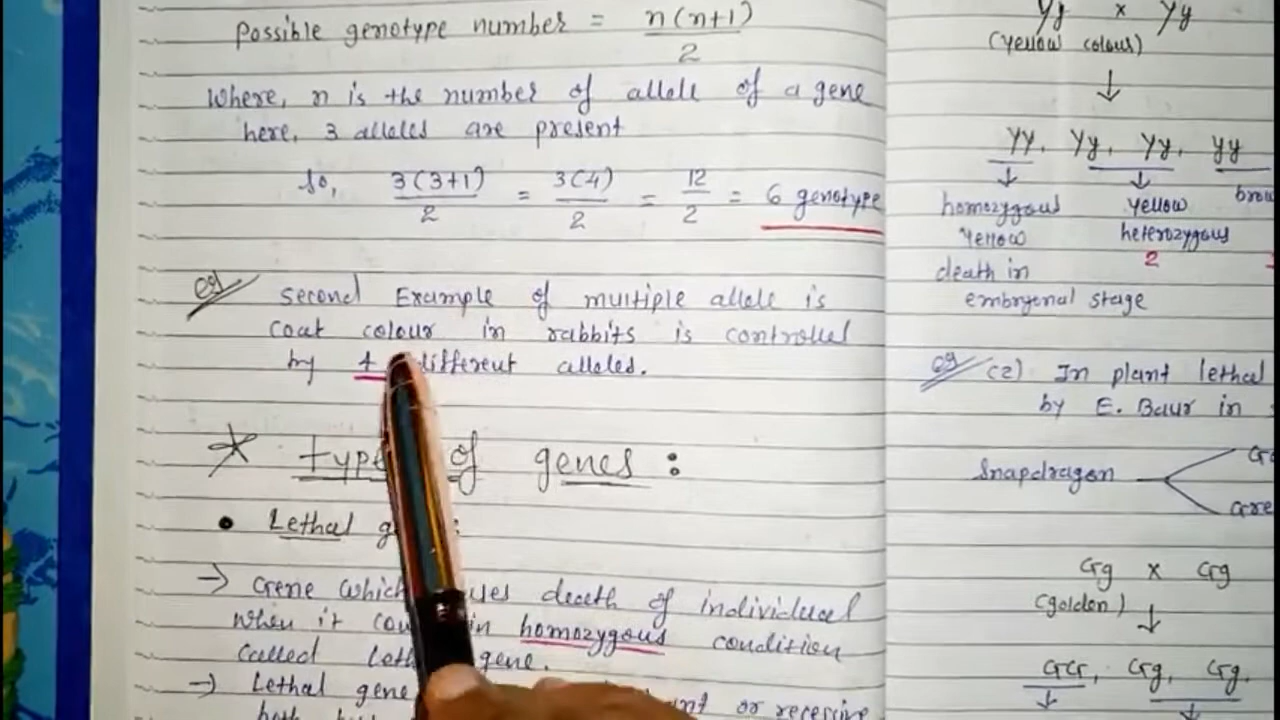 Possible genotype number = n(n+1)
2
Where, n is the number of allele of a gene
here, 3 alleles are present
So, 3(3+1)/2 = 3(4)/2 = 12/2 = 6 genotype
eg
Second Example of multiple allele is
coat colour in rabbits is controlled
by 4 different alleles.
* Types of genes :
• Lethal
→ Gene which death of individual
when it in homozygous condition
called gene.
→ Lethal gene or recessive
Yy x Yy
(Yellow colour)
↓
YY, Yy, Yy, yy
homozygous
Yellow
death in
embryonal stage
Yellow
heterozygous
2
eg (2) In plant lethal
by E. Baur in
Snapdragon
Gg x Gg
(golden)
↓
GG, Gg, Gg,